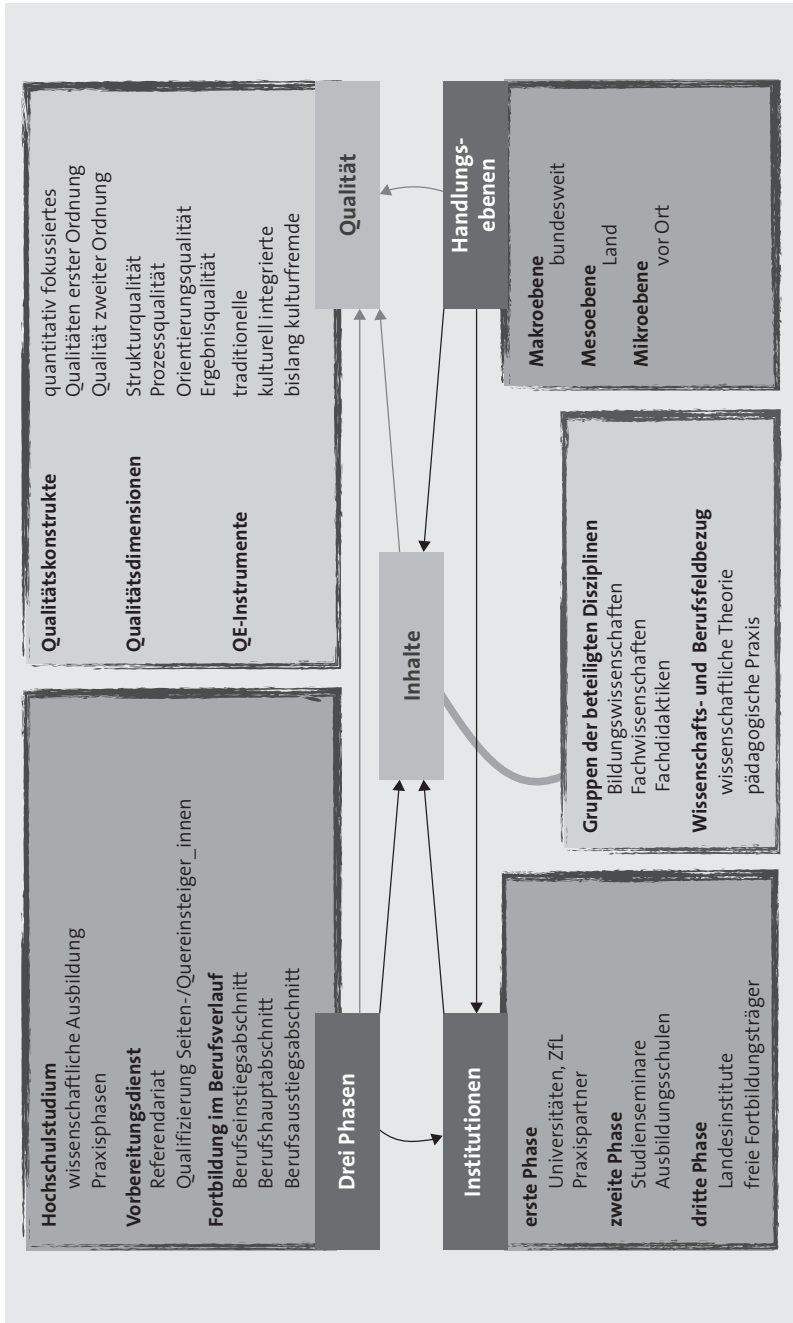 Hochschulstudium
wissenschaftliche Ausbildung
Praxisphasen
Vorbereitungsdienst
Referendariat
Qualifizierung Seiten-/Quereinsteiger_innen
Fortbildung im Berufsverlauf
Berufseinstiegsabschnitt
Berufshauptabschnitt
Berufsausstiegsabschnitt
Drei Phasen
Qualitätskonstrukte
quantitativ fokussiertes
Qualitäten erster Ordnung
Qualität zweiter Ordnung
Qualitätsdimensionen
Strukturqualität
Prozessqualität
Orientierungsqualität
Ergebnisqualität
QE-Instrumente
traditionelle
kulturell integrierte
bislang kulturfremde
Qualität
Inhalte
Institutionen
erste Phase
Universitäten, ZfL
Praxispartner
zweite Phase
Studienseminare
Ausbildungsschulen
dritte Phase
Landesinstitute
freie Fortbildungsträger
Gruppen der beteiligten Disziplinen
Bildungswissenschaften
Fachwissenschaften
Fachdidaktiken
Wissenschafts- und Berufsfeldbezug
wissenschaftliche Theorie
pädagogische Praxis
Handlungs-
ebenen
Makroebene
bundesweit
Mesoebene
Land
Mikroebene
vor Ort